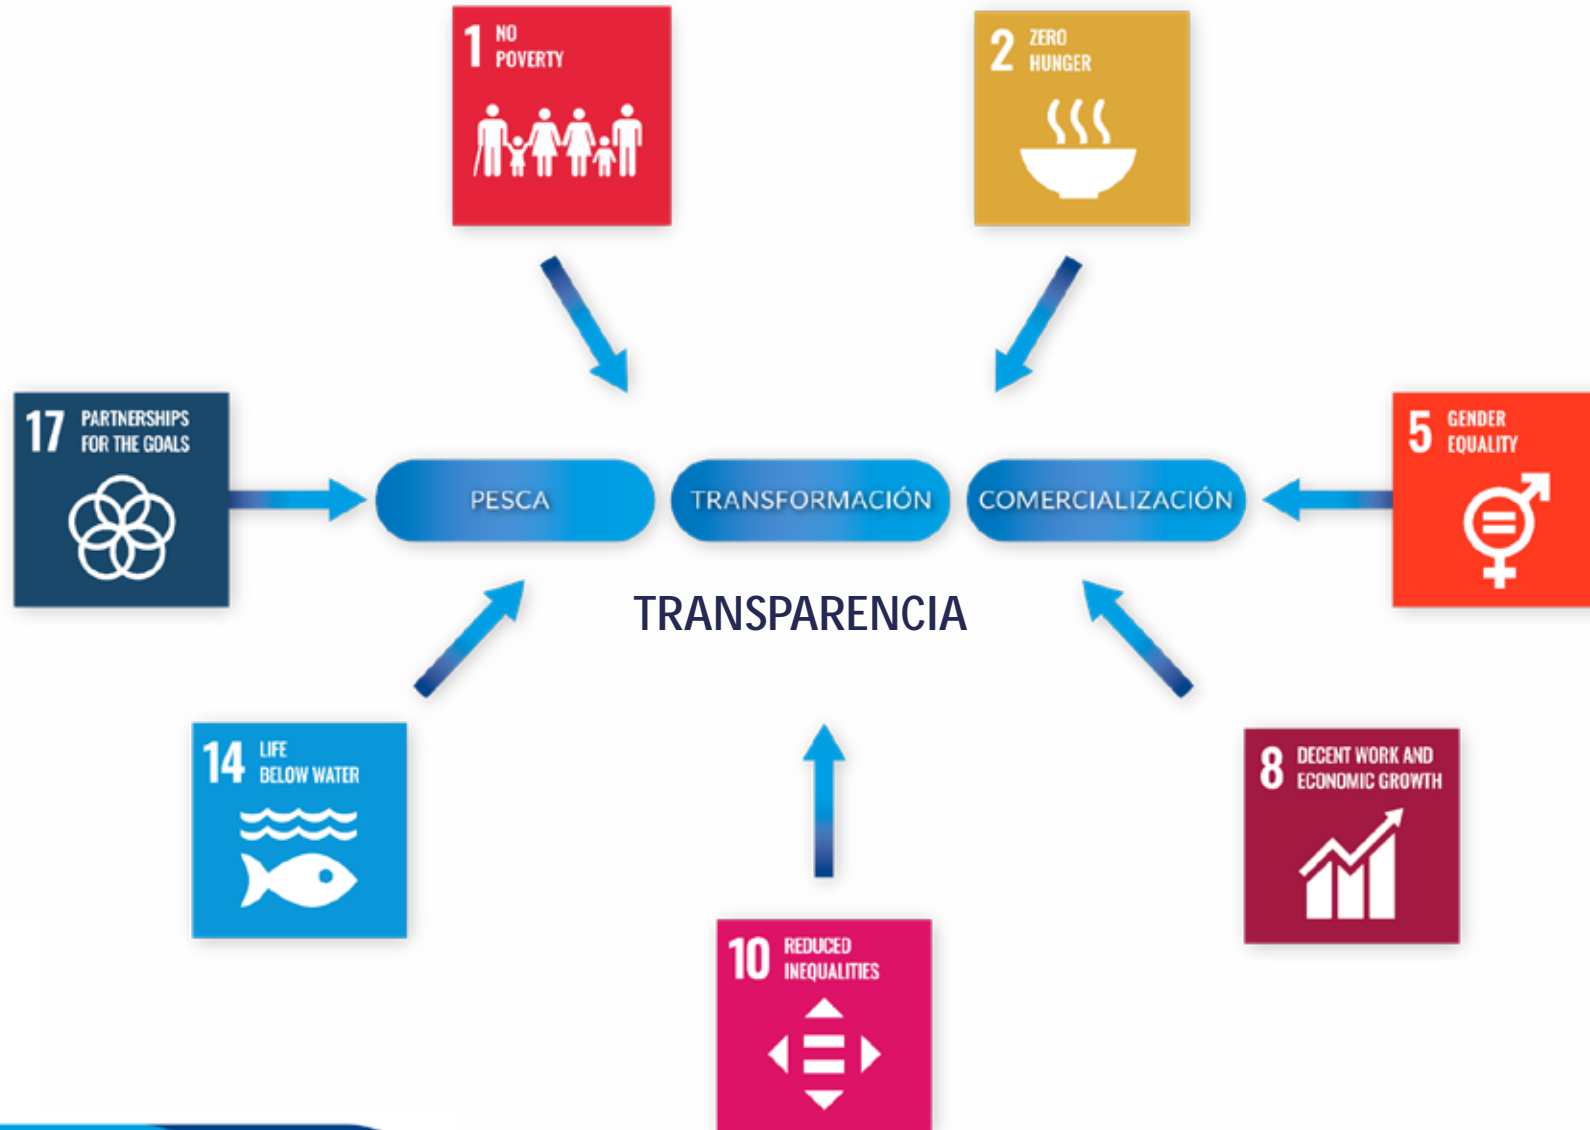 1 NO
POVERTY
2 ZERO
HUNGER
17 PARTNERSHIPS
FOR THE GOALS
5 GENDER
EQUALITY
PESCA
TRANSFORMACIÓN
COMERCIALIZACIÓN
TRANSPARENCIA
14 LIFE
BELOW WATER
8 DECENT WORK AND
ECONOMIC GROWTH
10 REDUCED
INEQUALITIES